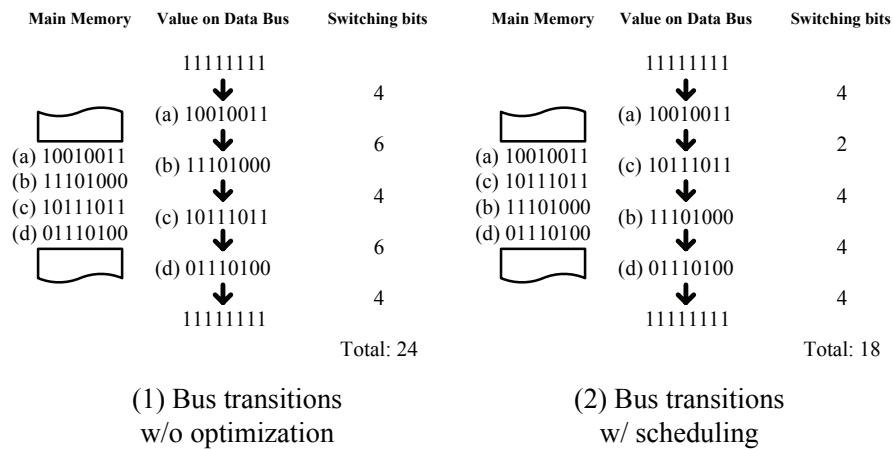 Main Memory Value on Data Bus Switching bits
11111111
4
(a) 10010011
6
(a) 10010011
(b) 11101000
(b) 11101000
(c) 10111011
4
(d) 01110100
(c) 10111011
6
(d) 01110100
4
11111111
Total: 24
(1) Bus transitions
w/o optimization
Main Memory Value on Data Bus Switching bits
11111111
4
(a) 10010011
2
(a) 10010011
(c) 10111011
(c) 10111011
(b) 11101000
4
(d) 01110100
(b) 11101000
4
(d) 01110100
4
11111111
Total: 18
(2) Bus transitions
w/ scheduling